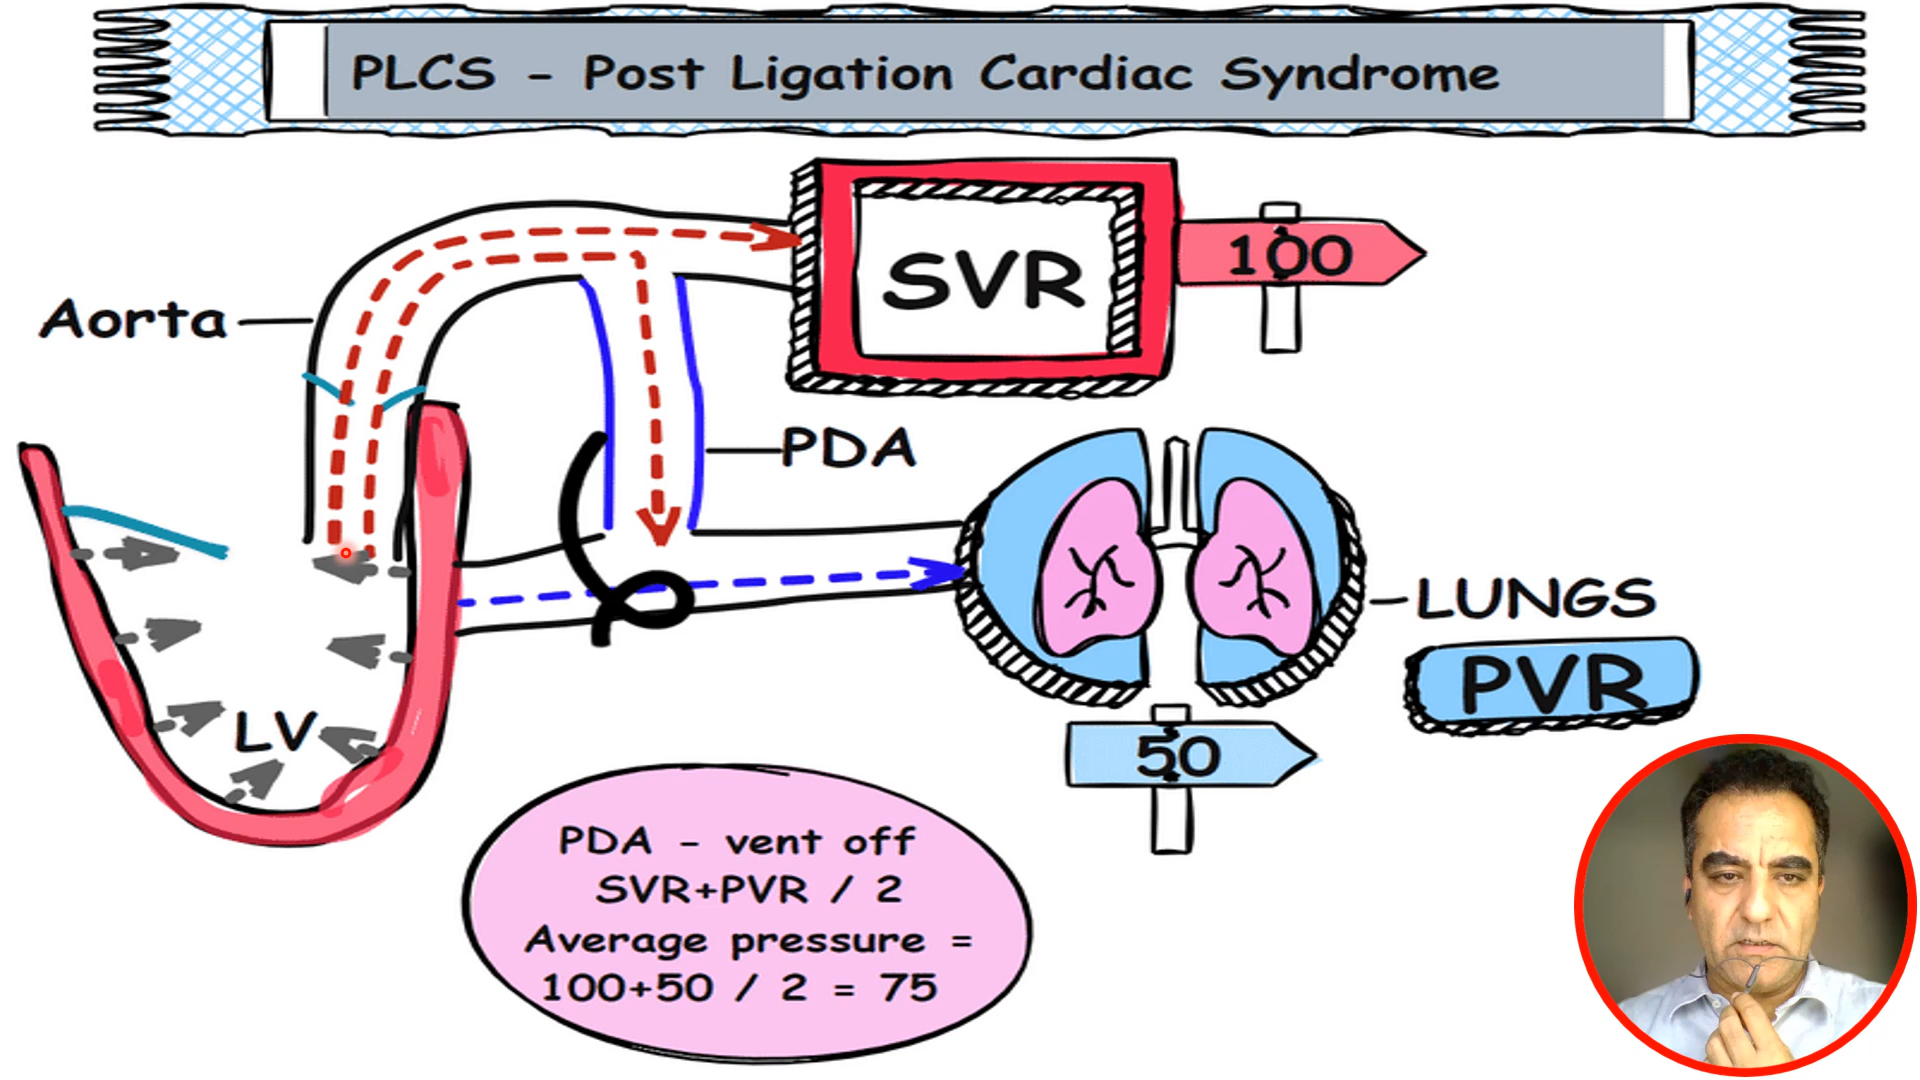 PLCS - Post Ligation Cardiac Syndrome
SVR
100
Aorta
PDA
LUNGS
PVR
LV
50
PDA - vent off
SVR+PVR / 2
Average pressure =
100+50 / 2 = 75